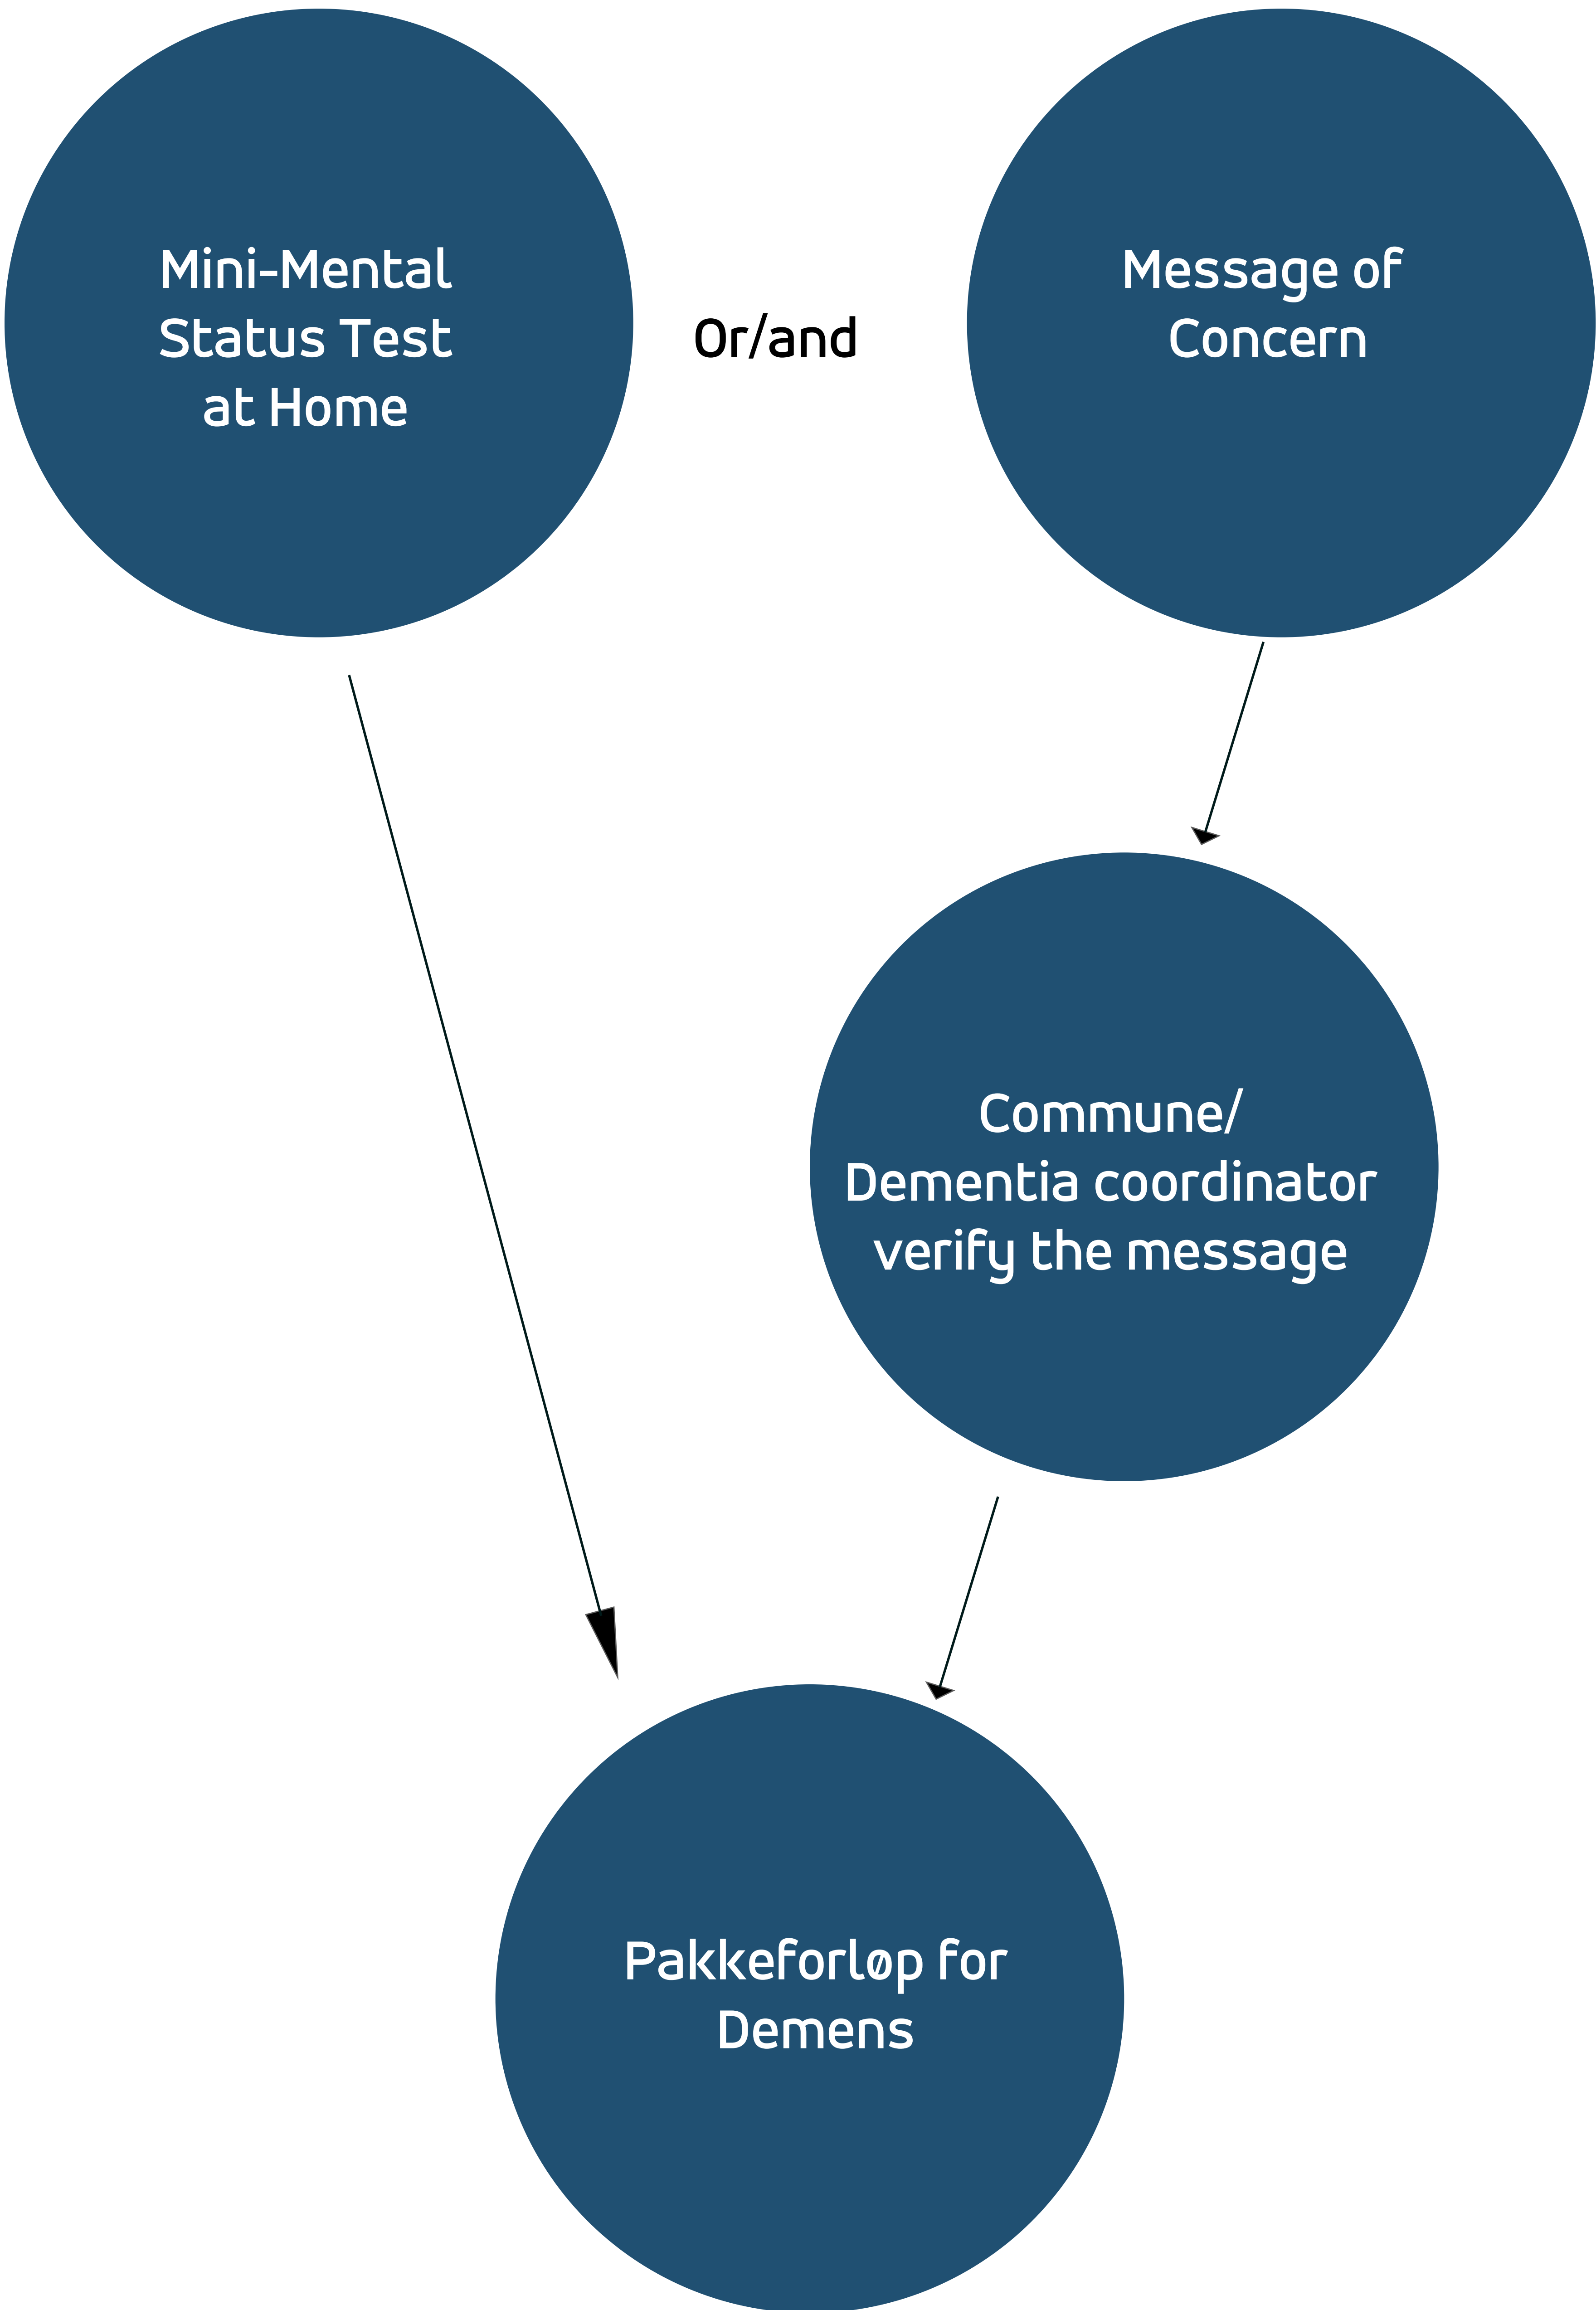 Mini-Mental
Status Test
at Home
Or/and
Message of
Concern
Commune/
Dementia coordinator
verify the message
Pakkeforløp for
Demens